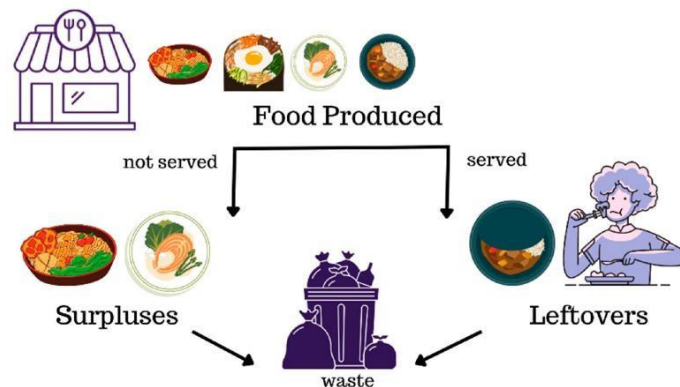 Food Produced
not served
served
Surpluses
Leftovers
waste